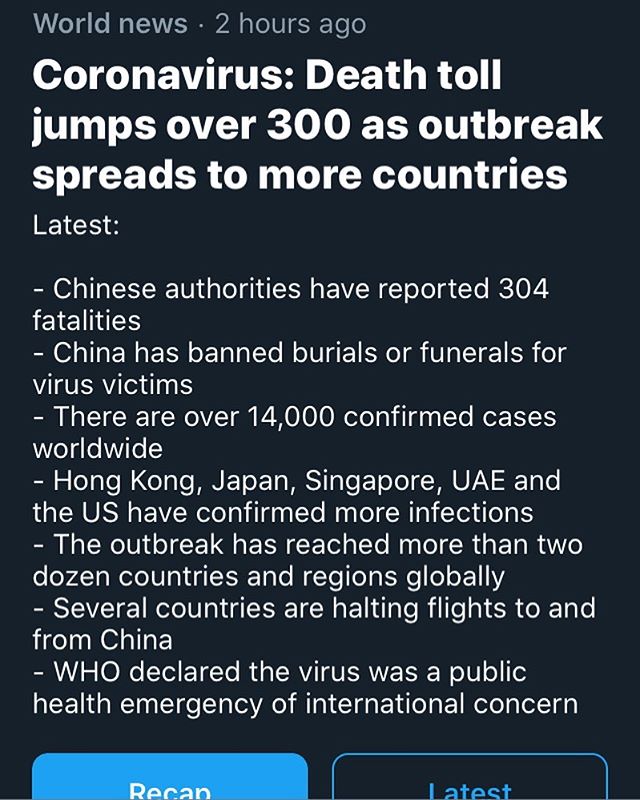 World news · 2 hours ago
Coronavirus: Death toll
jumps over 300 as outbreak
spreads to more countries
Latest:
- Chinese authorities have reported 304
fatalities
- China has banned burials or funerals for
virus victims
- There are over 14,000 confirmed cases
worldwide
- Hong Kong, Japan, Singapore, UAE and
the US have confirmed more infections
- The outbreak has reached more than two
dozen countries and regions globally
- Several countries are halting flights to and
from China
- WHO declared the virus was a public
health emergency of international concern
Recap Latest